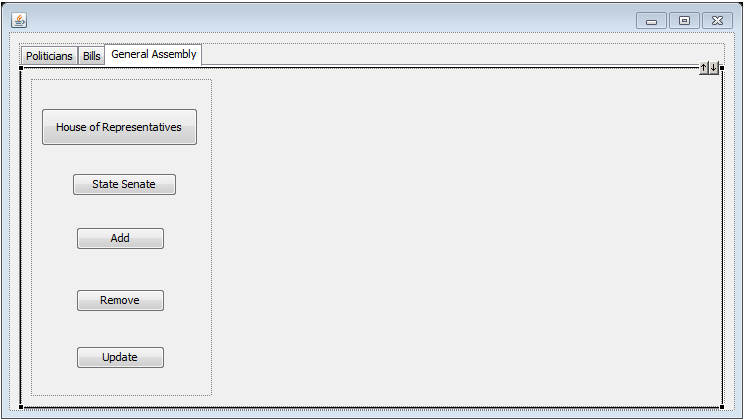 Politicians
Bills
General Assembly
House of Representatives
State Senate
Add
Remove
Update